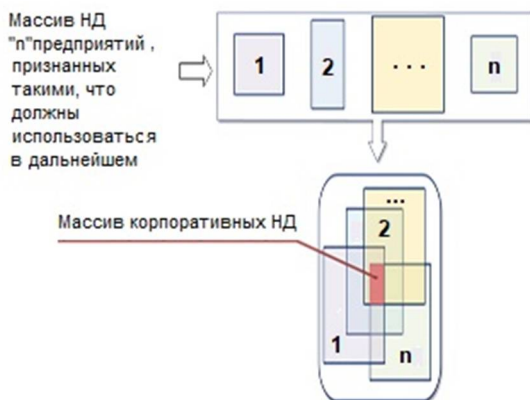 Массив НД
"n"предприятий ,
признанных
такими, что
должны
использоваться
в дальнейшем
1
2
...
n
Массив корпоративных НД
...
2
1
n